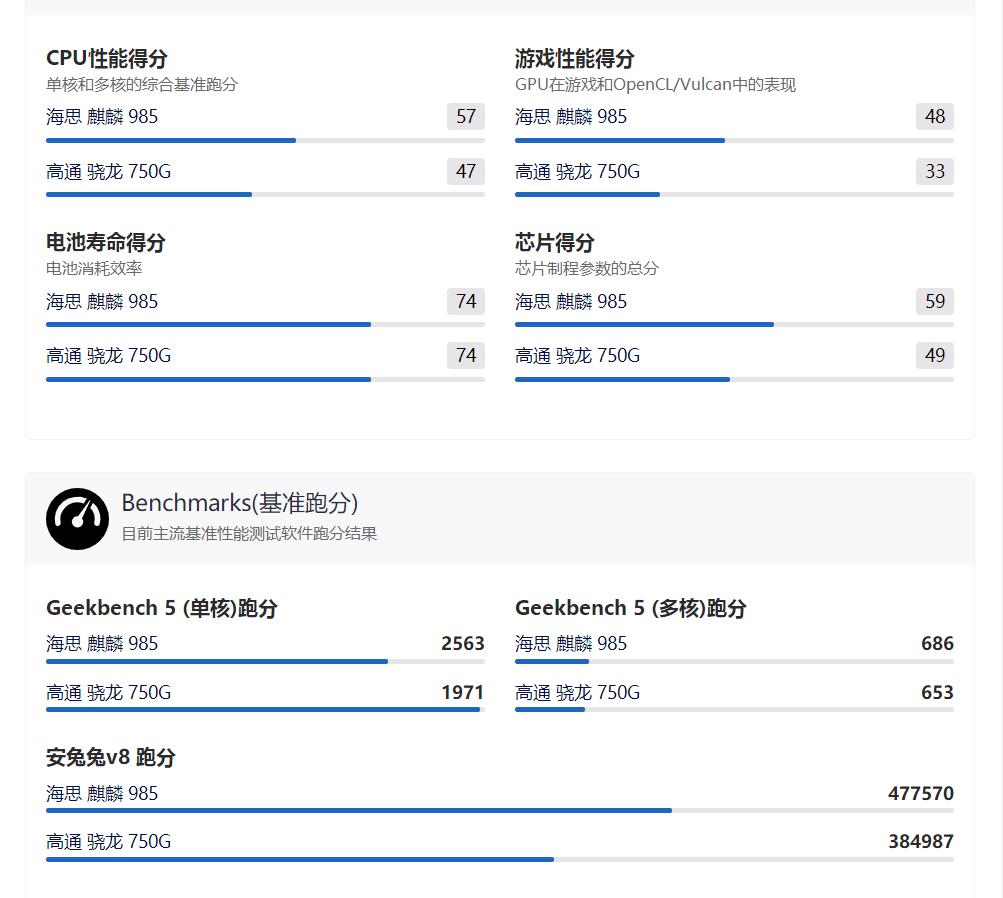 CPU性能得分
单核和多核的综合基准跑分
海思 麒麟 985 57
高通 骁龙 750G 47
游戏性能得分
GPU在游戏和OpenCL/Vulcan中的表现
海思 麒麟 985 48
高通 骁龙 750G 33
电池寿命得分
电池消耗效率
海思 麒麟 985 74
高通 骁龙 750G 74
芯片得分
芯片制程参数的总分
海思 麒麟 985 59
高通 骁龙 750G 49
Benchmarks(基准跑分)
目前主流基准性能测试软件跑分结果
Geekbench 5 (单核)跑分
海思 麒麟 985 2563
高通 骁龙 750G 1971
Geekbench 5 (多核)跑分
海思 麒麟 985 686
高通 骁龙 750G 653
安兔兔v8 跑分
海思 麒麟 985 477570
高通 骁龙 750G 384987